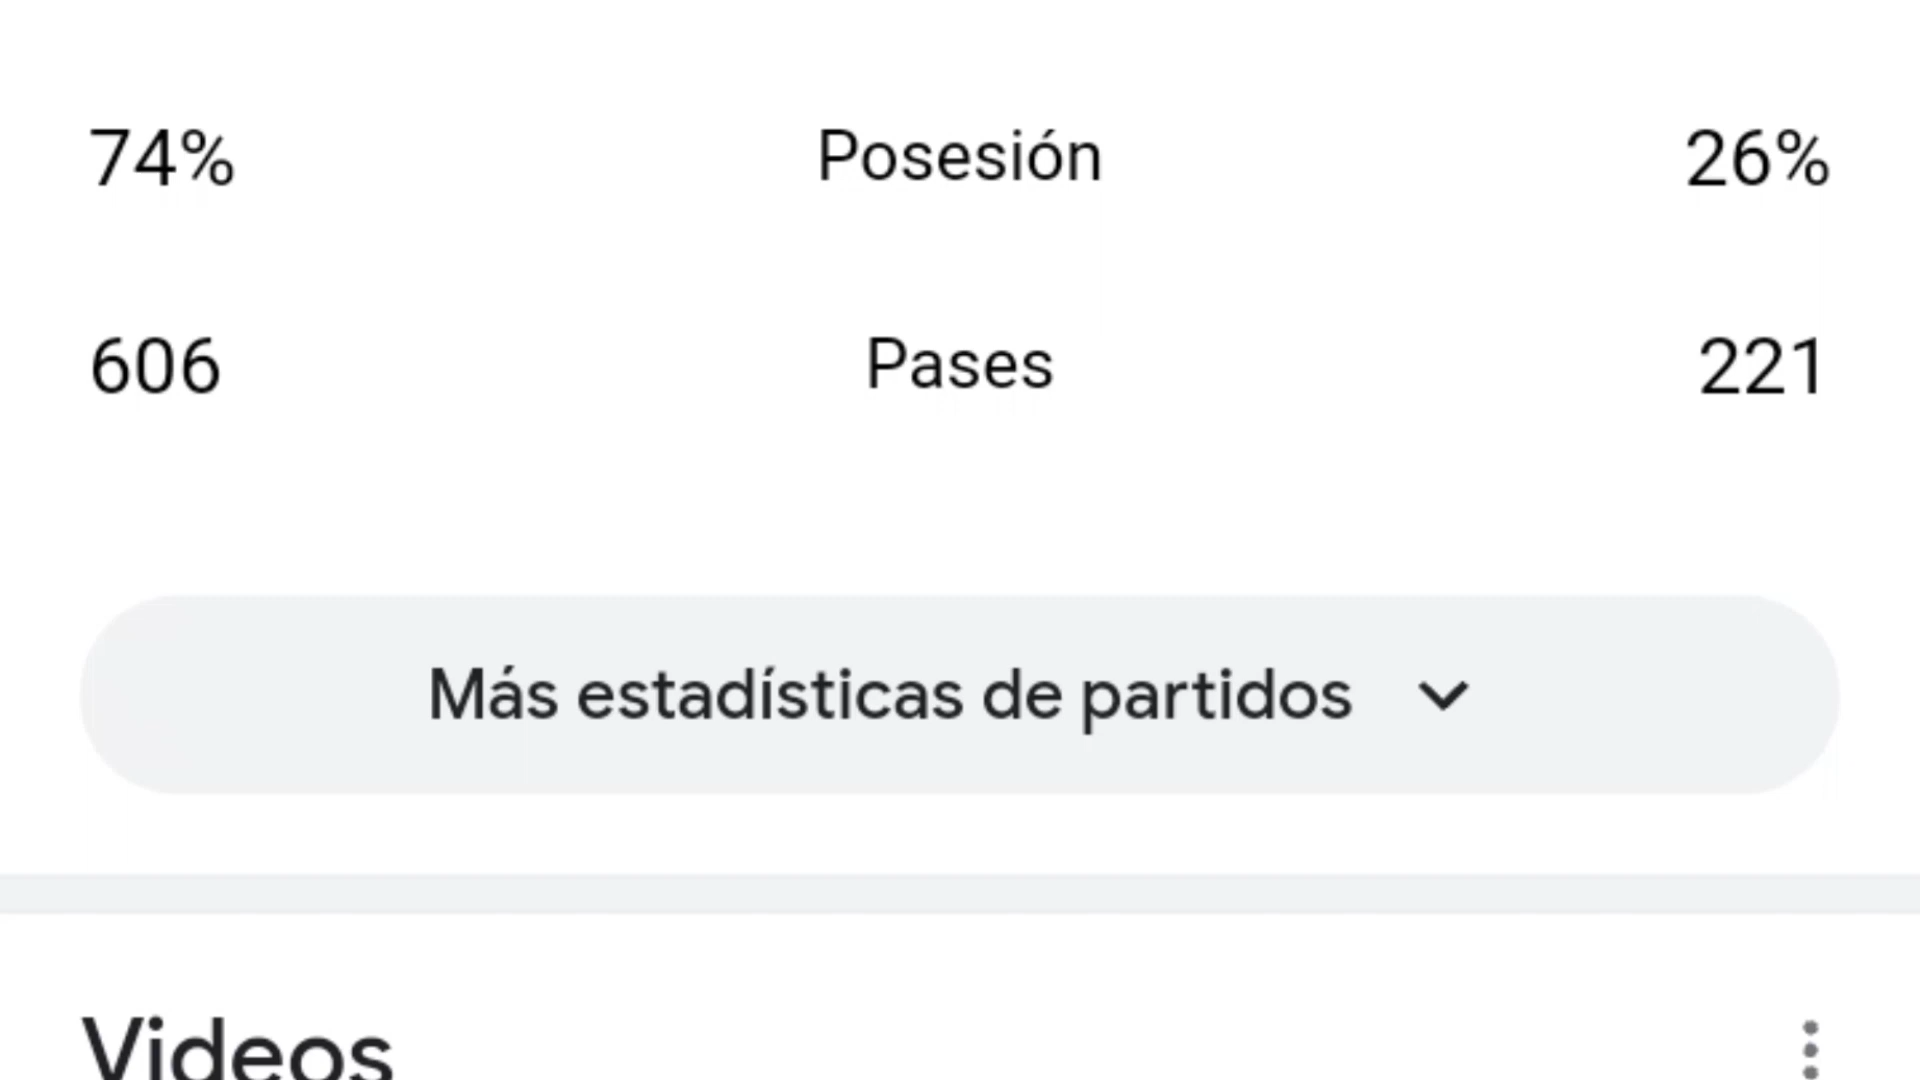 74% Posesión 26%
606 Pases 221
Más estadísticas de partidos
Videos